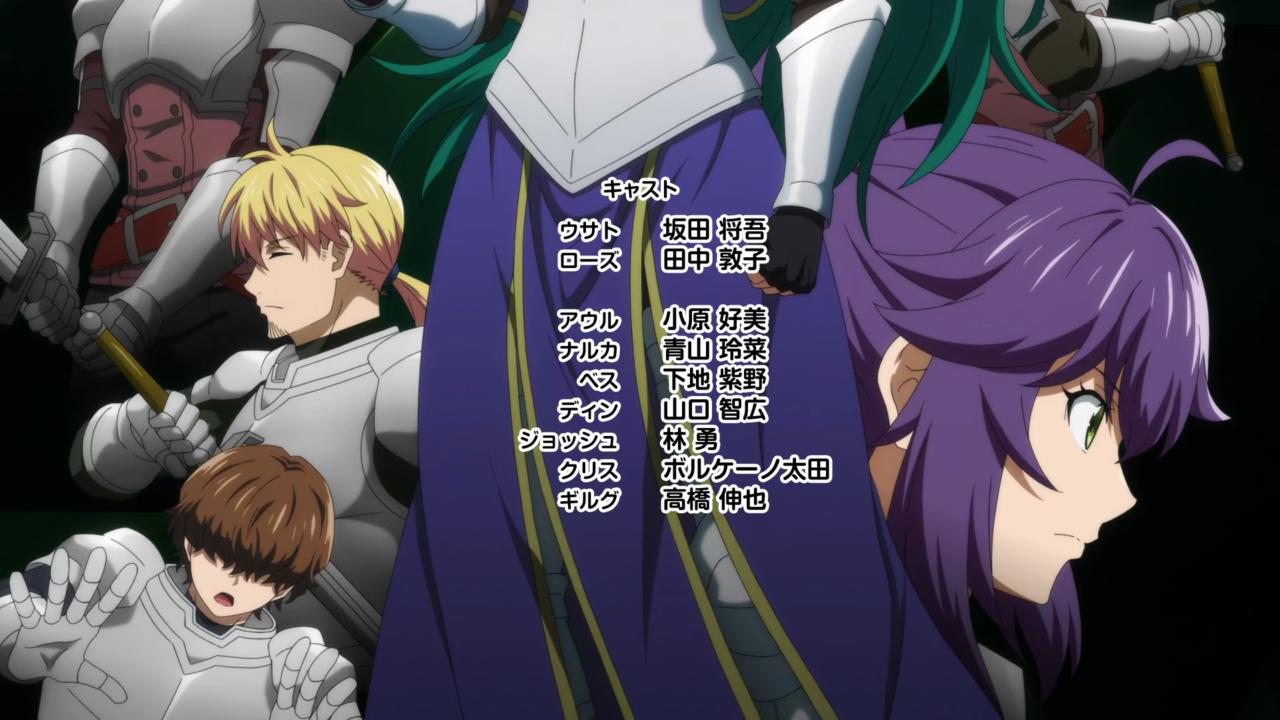 キャスト
ウサト 坂田 将吾
ローズ 田中 敦子
アウル 小原 好美
ナルカ 青山 玲菜
ベス 下地 紫野
ディン 山口 智広
ジョッシュ 林 勇
クリス ボルケーノ太田
ギルグ 高橋 伸也